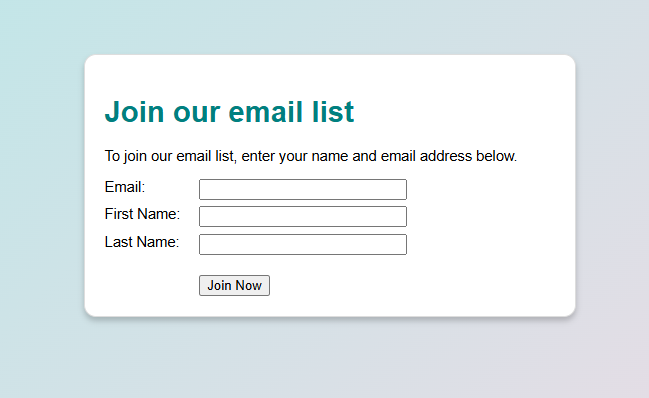 Join our email list
To join our email list, enter your name and email address below.
Email:
First Name:
Last Name:
Join Now